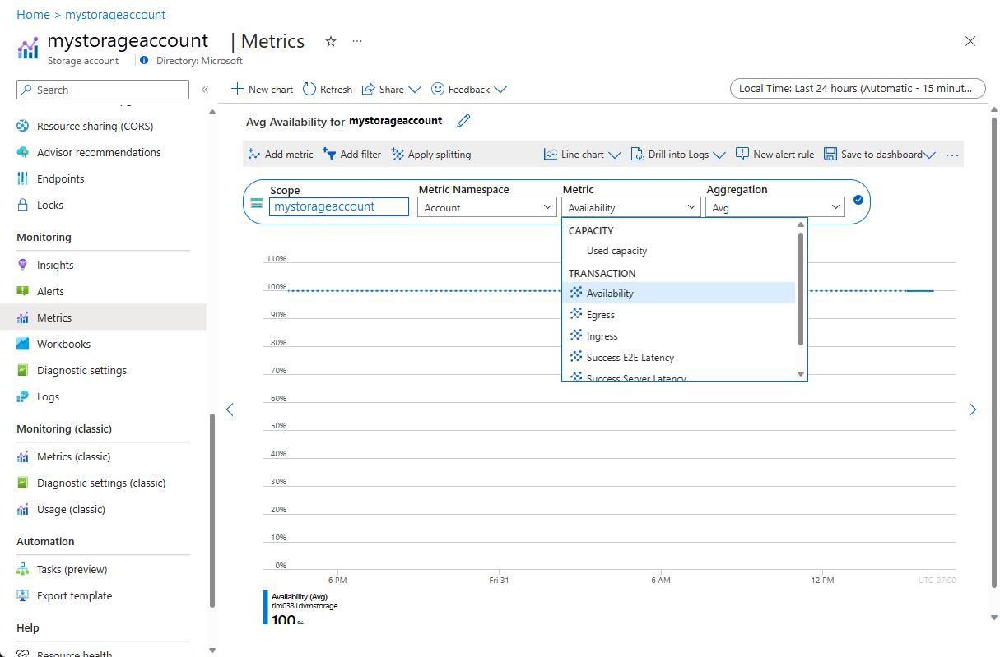 Home > mystorageaccount
mystorageaccount | Metrics ☆ ...
Storage account Directory: Microsoft
Search «
New chart Refresh Share Feedback
Local Time: Last 24 hours (Automatic - 15 minut...
Resource sharing (CORS)
Advisor recommendations
Endpoints
Locks
Monitoring
Insights
Alerts
Metrics
Workbooks
Diagnostic settings
Logs
Monitoring (classic)
Metrics (classic)
Diagnostic settings (classic)
Usage (classic)
Automation
Tasks (preview)
Export template
Help
Resource health
Avg Availability for mystorageaccount
Add metric Add filter Apply splitting Line chart Drill into Logs New alert rule Save to dashboard ...
Scope Metric Namespace Metric Aggregation
mystorageaccount Account Availability Avg
CAPACITY
Used capacity
TRANSACTION
Availability
Egress
Ingress
Success E2E Latency
Success Server Latency
110%
100%
90%
80%
70%
60%
50%
40%
30%
20%
10%
0%
6 PM Fri 31 6 AM 12 PM UTC-07:00
Availability (Avg)
tim0331dvmstorage
100 %